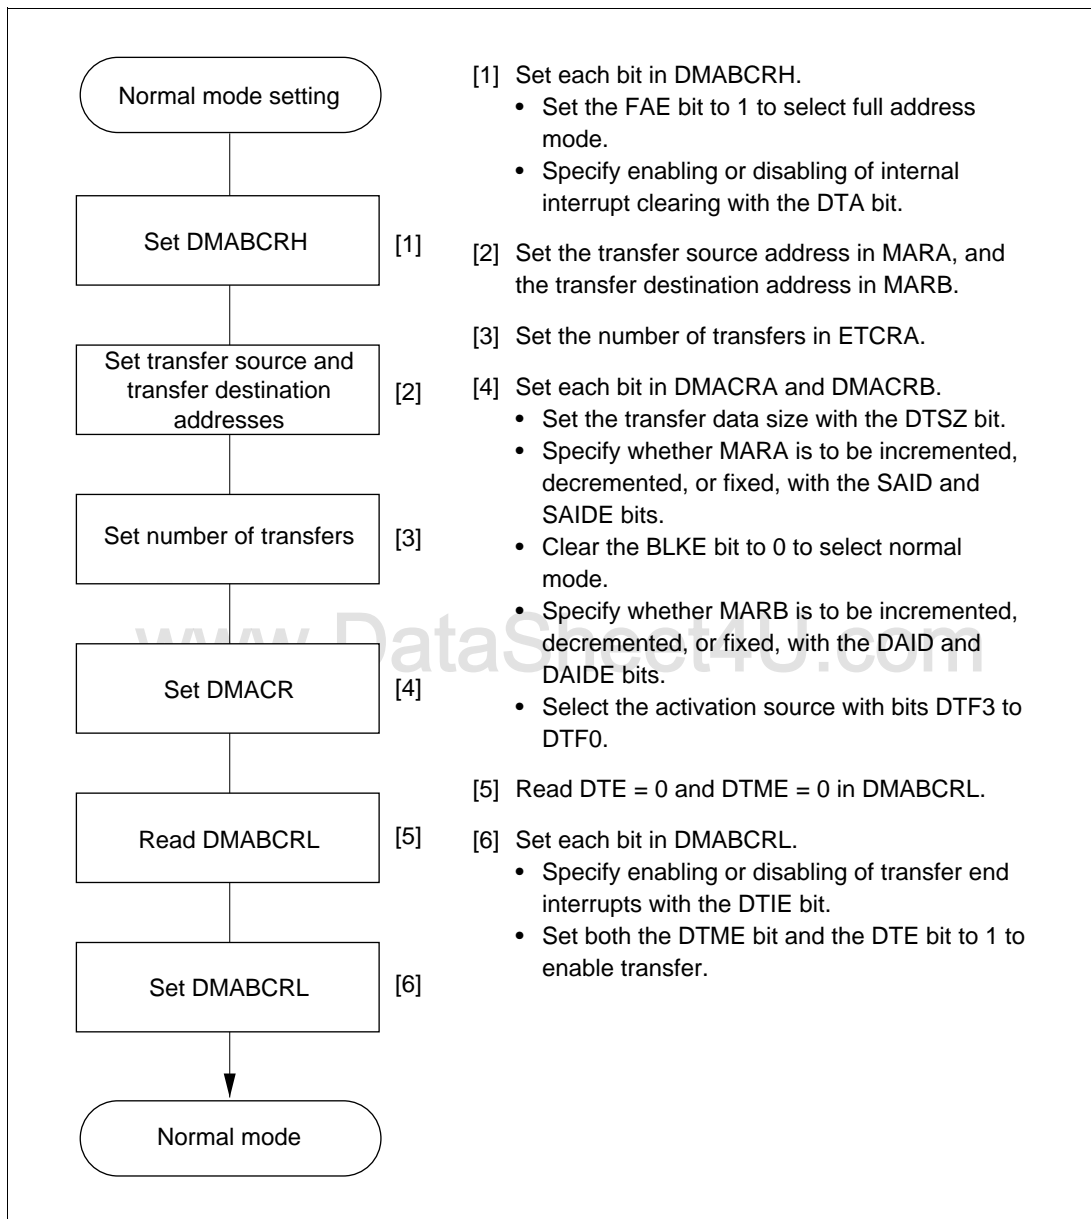 Normal mode setting
Set DMABCRH
[1]
Set transfer source and
transfer destination
addresses
[2]
Set number of transfers
[3]
Set DMACR
[4]
Read DMABCRL
[5]
Set DMABCRL
[6]
Normal mode
[1] Set each bit in DMABCRH.
• Set the FAE bit to 1 to select full address
mode.
• Specify enabling or disabling of internal
interrupt clearing with the DTA bit.
[2] Set the transfer source address in MARA, and
the transfer destination address in MARB.
[3] Set the number of transfers in ETCRA.
[4] Set each bit in DMACRA and DMACRB.
• Set the transfer data size with the DTSZ bit.
• Specify whether MARA is to be incremented,
decremented, or fixed, with the SAID and
SAIDE bits.
• Clear the BLKE bit to 0 to select normal
mode.
• Specify whether MARB is to be incremented,
decremented, or fixed, with the DAID and
DAIDE bits.
• Select the activation source with bits DTF3 to
DTF0.
[5] Read DTE = 0 and DTME = 0 in DMABCRL.
[6] Set each bit in DMABCRL.
• Specify enabling or disabling of transfer end
interrupts with the DTIE bit.
• Set both the DTME bit and the DTE bit to 1 to
enable transfer.
www.DataSheet4U.com